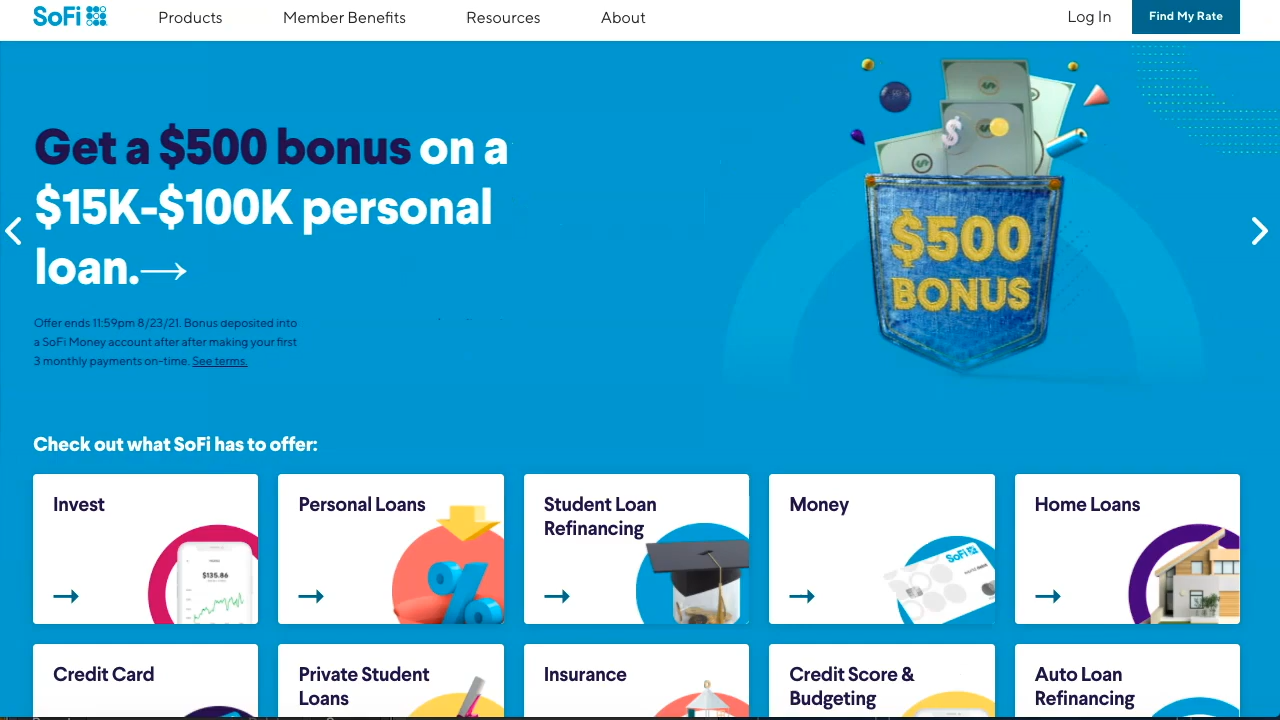 SoFi
Products
Member Benefits
Resources
About
Log In
Find My Rate
Get a $500 bonus on a
$15K-$100K personal
loan.→
Offer ends 11:59pm 8/23/21. Bonus deposited into
a SoFi Money account after after making your first
3 monthly payments on-time. See terms.
$500
BONUS
Check out what SoFi has to offer:
Invest
$135.86
Personal Loans
%
Student Loan
Refinancing
Money
SoFi
Home Loans
Credit Card
Private Student
Loans
Insurance
Credit Score &
Budgeting
Auto Loan
Refinancing